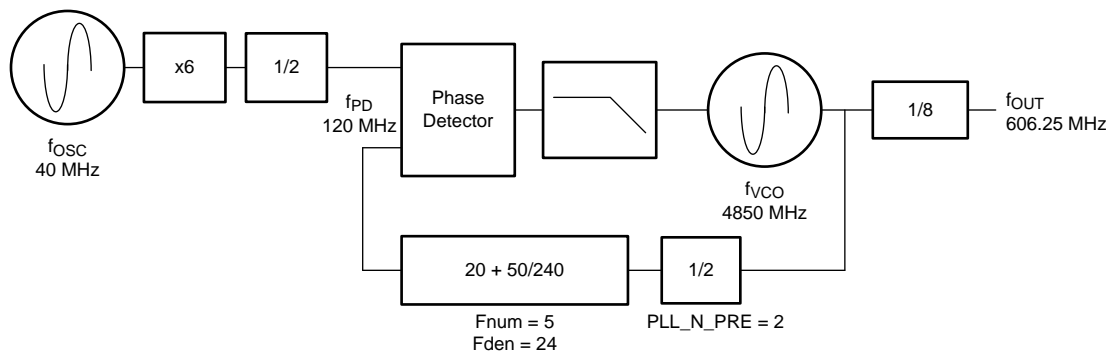 x6
1/2
fPD
120 MHz
Phase
Detector
fOSC
40 MHz
fVCO
4850 MHz
1/8
fOUT
606.25 MHz
20 + 50/240
1/2
Fnum = 5
Fden = 24
PLL_N_PRE = 2